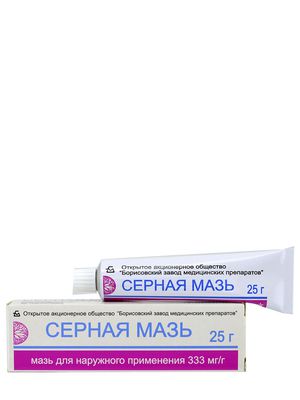 Открытое акционерное общество
"Борисовский завод медицинских препаратов"
СЕРНАЯ МАЗЬ
25 г
Открытое акционерное общество "Борисовский завод медицинских препаратов"
СЕРНАЯ МАЗЬ 25 г
мазь для наружного применения 333 мг/г